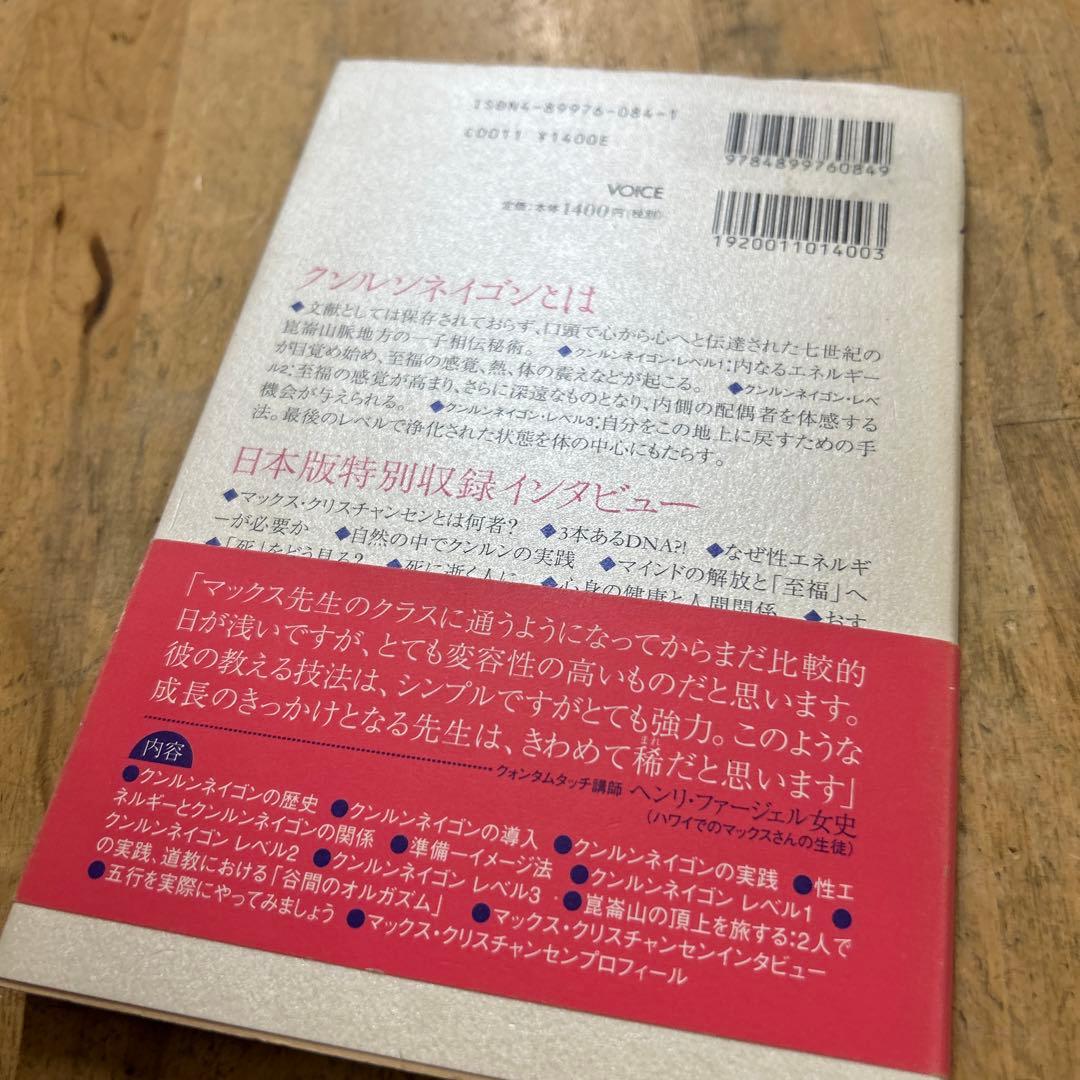 ISBN4-89976-084-1
C0011 ¥1400E
9784899760849
VOICE
定価：本体1400円(税別)
1920011014003
クンルンネイゴンとは
◆文献としては保存されておらず、口頭で心から心へと伝達された七世紀の
崑崙山脈地方の一子相伝秘術。 ◆クンルンネイゴン・レベル1：内なるエネルギー
が目覚め始め、至福の感覚、熱、体の震えなどが起こる。 ◆クンルンネイゴン・レベ
ル2：至福の感覚が高まり、さらに深遠なものとなり、内側の配偶者を体感する
機会が与えられる。 ◆クンルンネイゴン・レベル3：自分をこの地上に戻すための手
法。最後のレベルで浄化された状態を体の中心にもたらす。
日本版特別収録インタビュー
◆マックス・クリスチャンセンとは何者？ ◆3本あるDNA?! ◆なぜ性エネルギ
ーが必要か ◆自然の中でクンルンの実践 ◆マインドの解放と「至福」へ
◆「死」をどう見る？ ◆死に逝く人に ◆心身の健康と人間関係 ◆おす
「マックス先生のクラスに通うようになってからまだ比較的
日が浅いですが、とても変容性の高いものだと思います。
彼の教える技法は、シンプルですがとても強力。このような
成長のきっかけとなる先生は、きわめて稀だと思います」
まれ
クォンタムタッチ講師 ヘンリ・ファージェル女史
(ハワイでのマックスさんの生徒)
内容
●クンルンネイゴンの歴史 ●クンルンネイゴンの導入 ●クンルンネイゴンの実践 ●性エ
ネルギーとクンルンネイゴンの関係 ●準備―イメージ法 ●クンルンネイゴン レベル1 ●
クンルンネイゴン レベル2 ●クンルンネイゴン レベル3 ●崑崙山の頂上を旅する：2人で
の実践、道教における「谷間のオルガズム」 ●マックス・クリスチャンセンインタビュー
●五行を実際にやってみましょう ●マックス・クリスチャンセンプロフィール